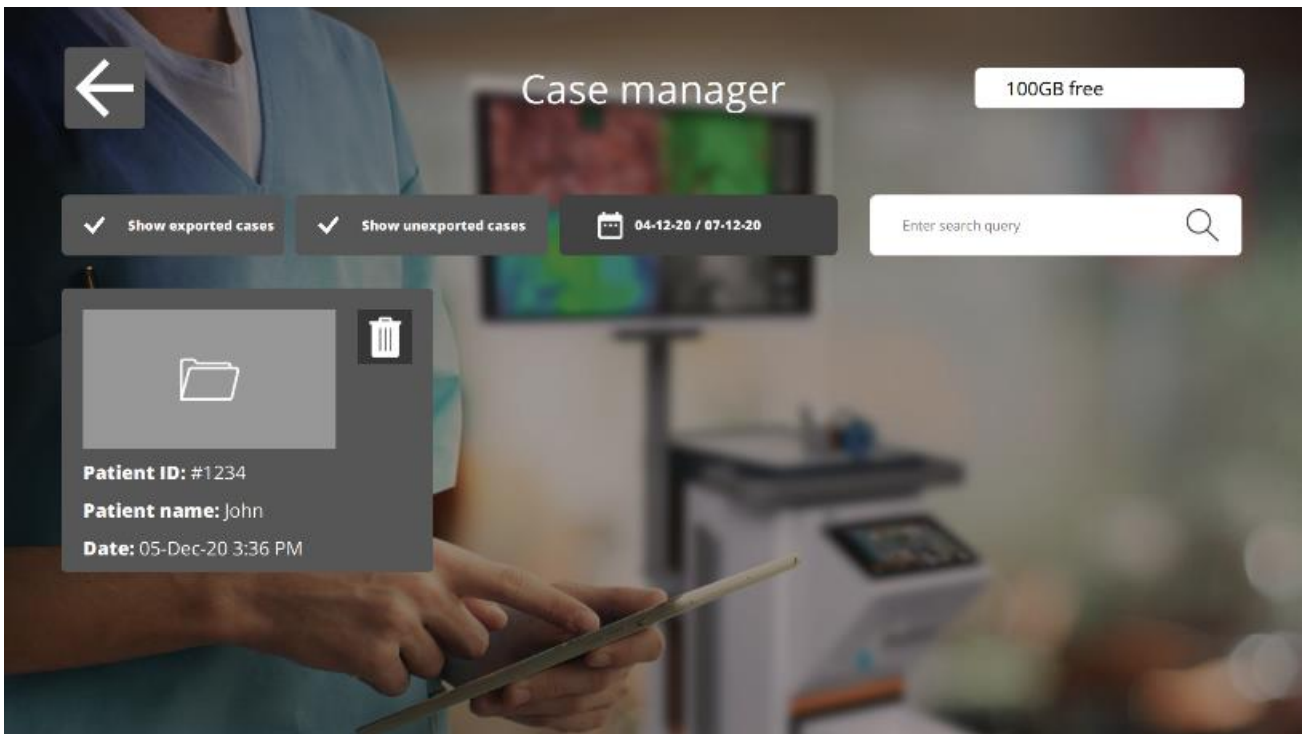 Case manager
100GB free
Show exported cases
Show unexported cases
04-12-20 / 07-12-20
Enter search query
Patient ID: #1234
Patient name: John
Date: 05-Dec-20 3:36 PM